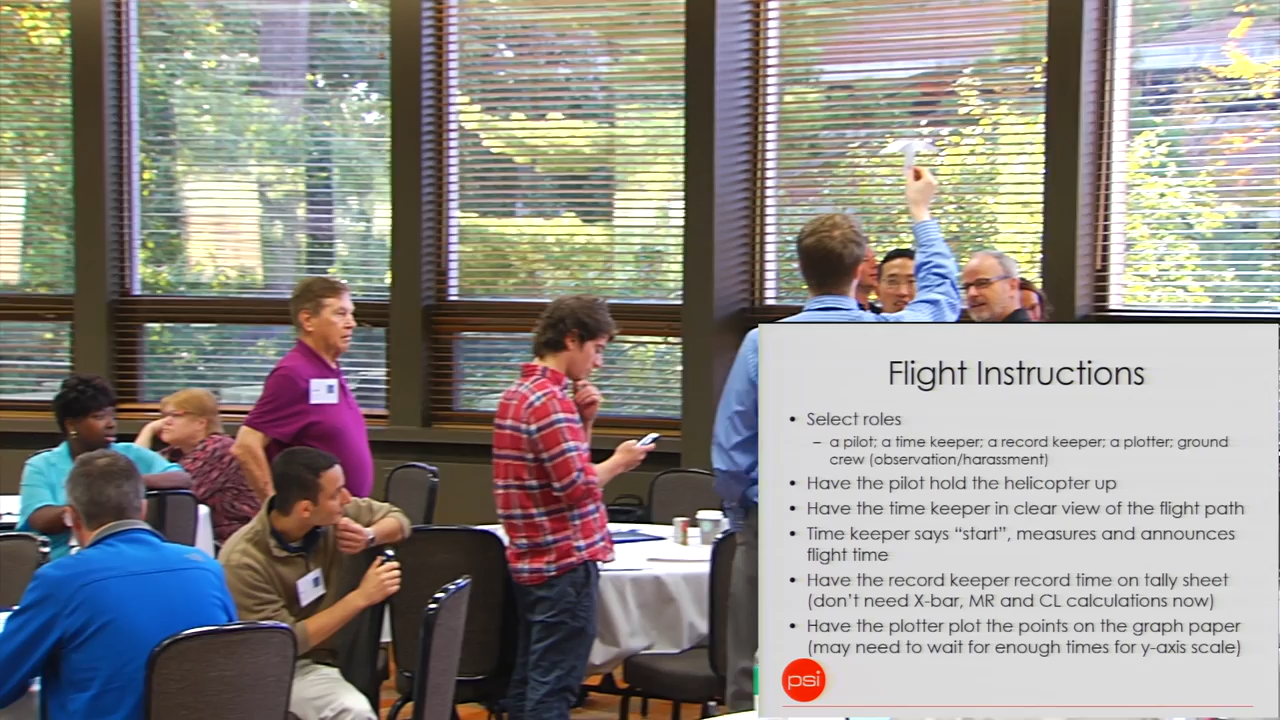 Flight Instructions
• Select roles
– a pilot; a time keeper; a record keeper; a plotter; ground
crew (observation/harassment)
• Have the pilot hold the helicopter up
• Have the time keeper in clear view of the flight path
• Time keeper says “start”, measures and announces
flight time
• Have the record keeper record time on tally sheet
(don’t need X-bar, MR and CL calculations now)
• Have the plotter plot the points on the graph paper
(may need to wait for enough times for y-axis scale)
psi